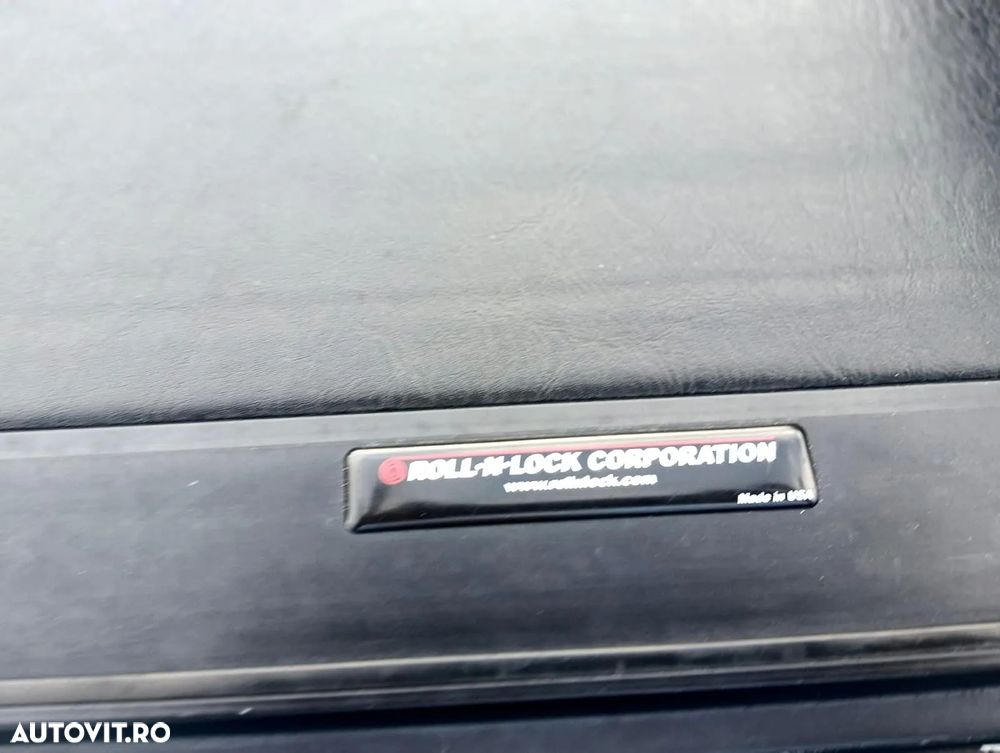 ROLL-N-LOCK CORPORATION
www.rollnlock.com
Made in USA
AUTOVIT.RO